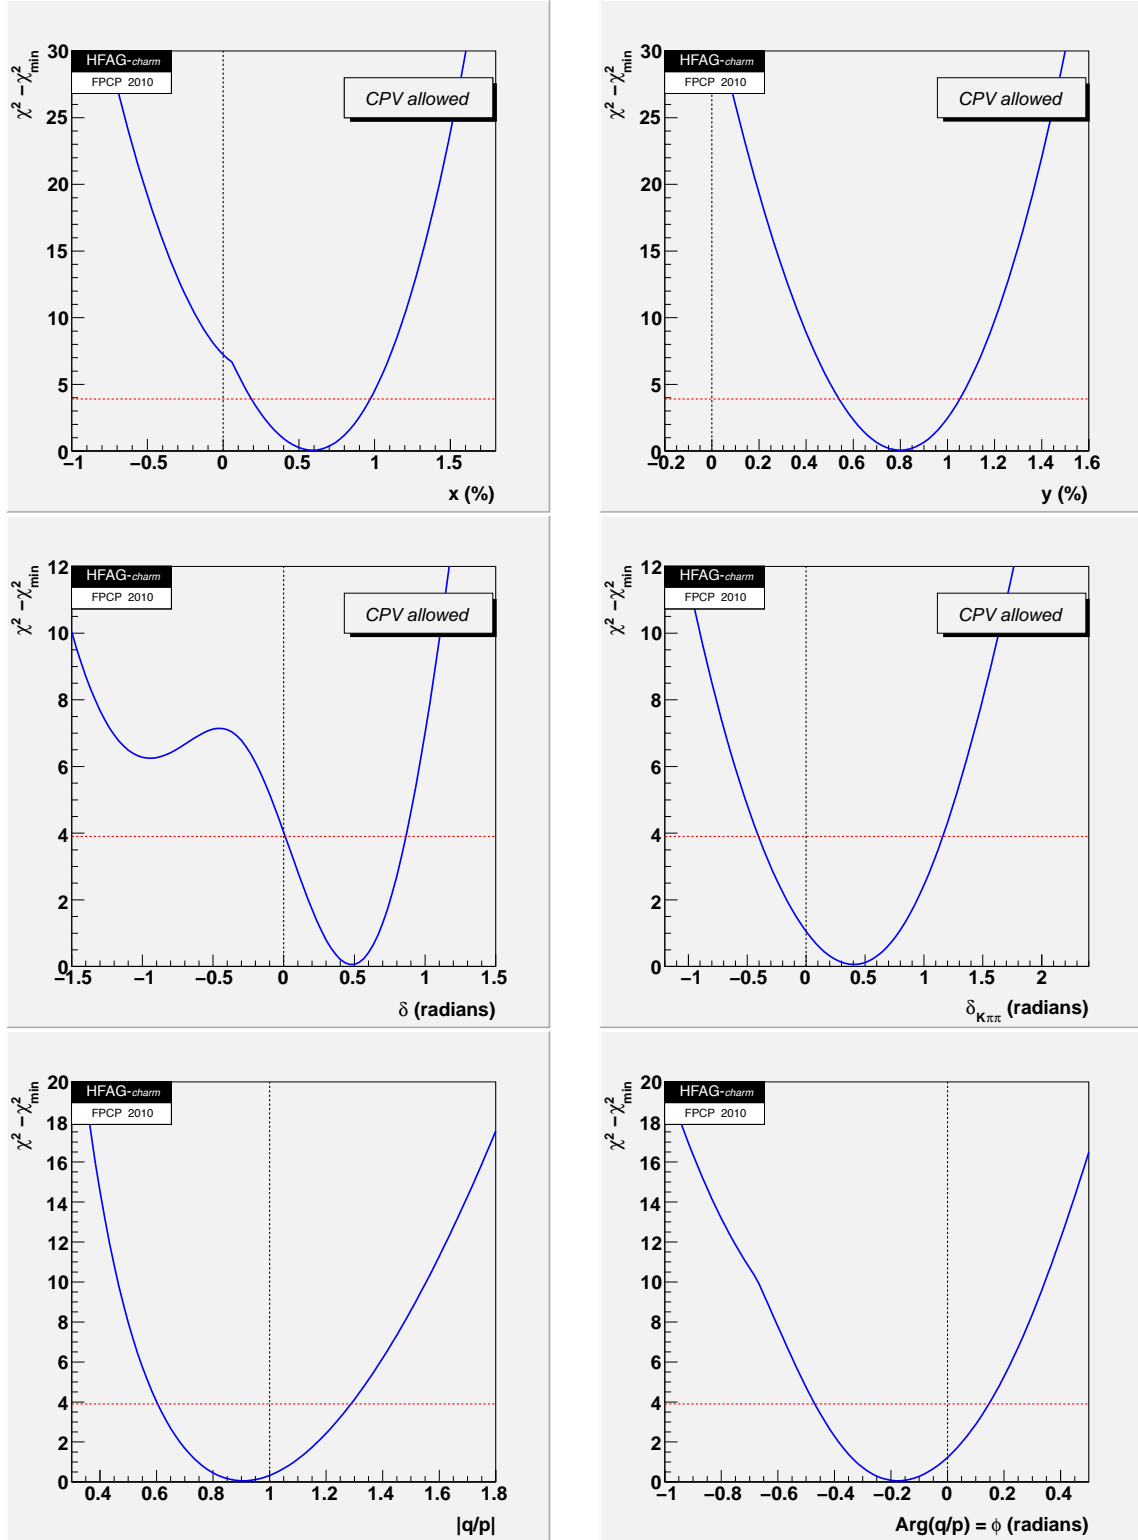 χ² – χ²min
30
25
20
15
10
5
0
HFAG-charm
FPCP 2010
CPV allowed
−1 −0.5 0 0.5 1 1.5
x (%)
χ² – χ²min
30
25
20
15
10
5
0
HFAG-charm
FPCP 2010
CPV allowed
−0.2 0 0.2 0.4 0.6 0.8 1 1.2 1.4 1.6
y (%)
χ² – χ²min
12
10
8
6
4
2
0
HFAG-charm
FPCP 2010
CPV allowed
−1.5 −1 −0.5 0 0.5 1 1.5
δ (radians)
χ² – χ²min
12
10
8
6
4
2
0
HFAG-charm
FPCP 2010
CPV allowed
−1 −0.5 0 0.5 1 1.5 2
δKππ (radians)
χ² – χ²min
20
18
16
14
12
10
8
6
4
2
0
HFAG-charm
FPCP 2010
0.4 0.6 0.8 1 1.2 1.4 1.6 1.8
|q/p|
χ² – χ²min
20
18
16
14
12
10
8
6
4
2
0
HFAG-charm
FPCP 2010
−1 −0.8 −0.6 −0.4 −0.2 0 0.2 0.4
Arg(q/p) = ϕ (radians)